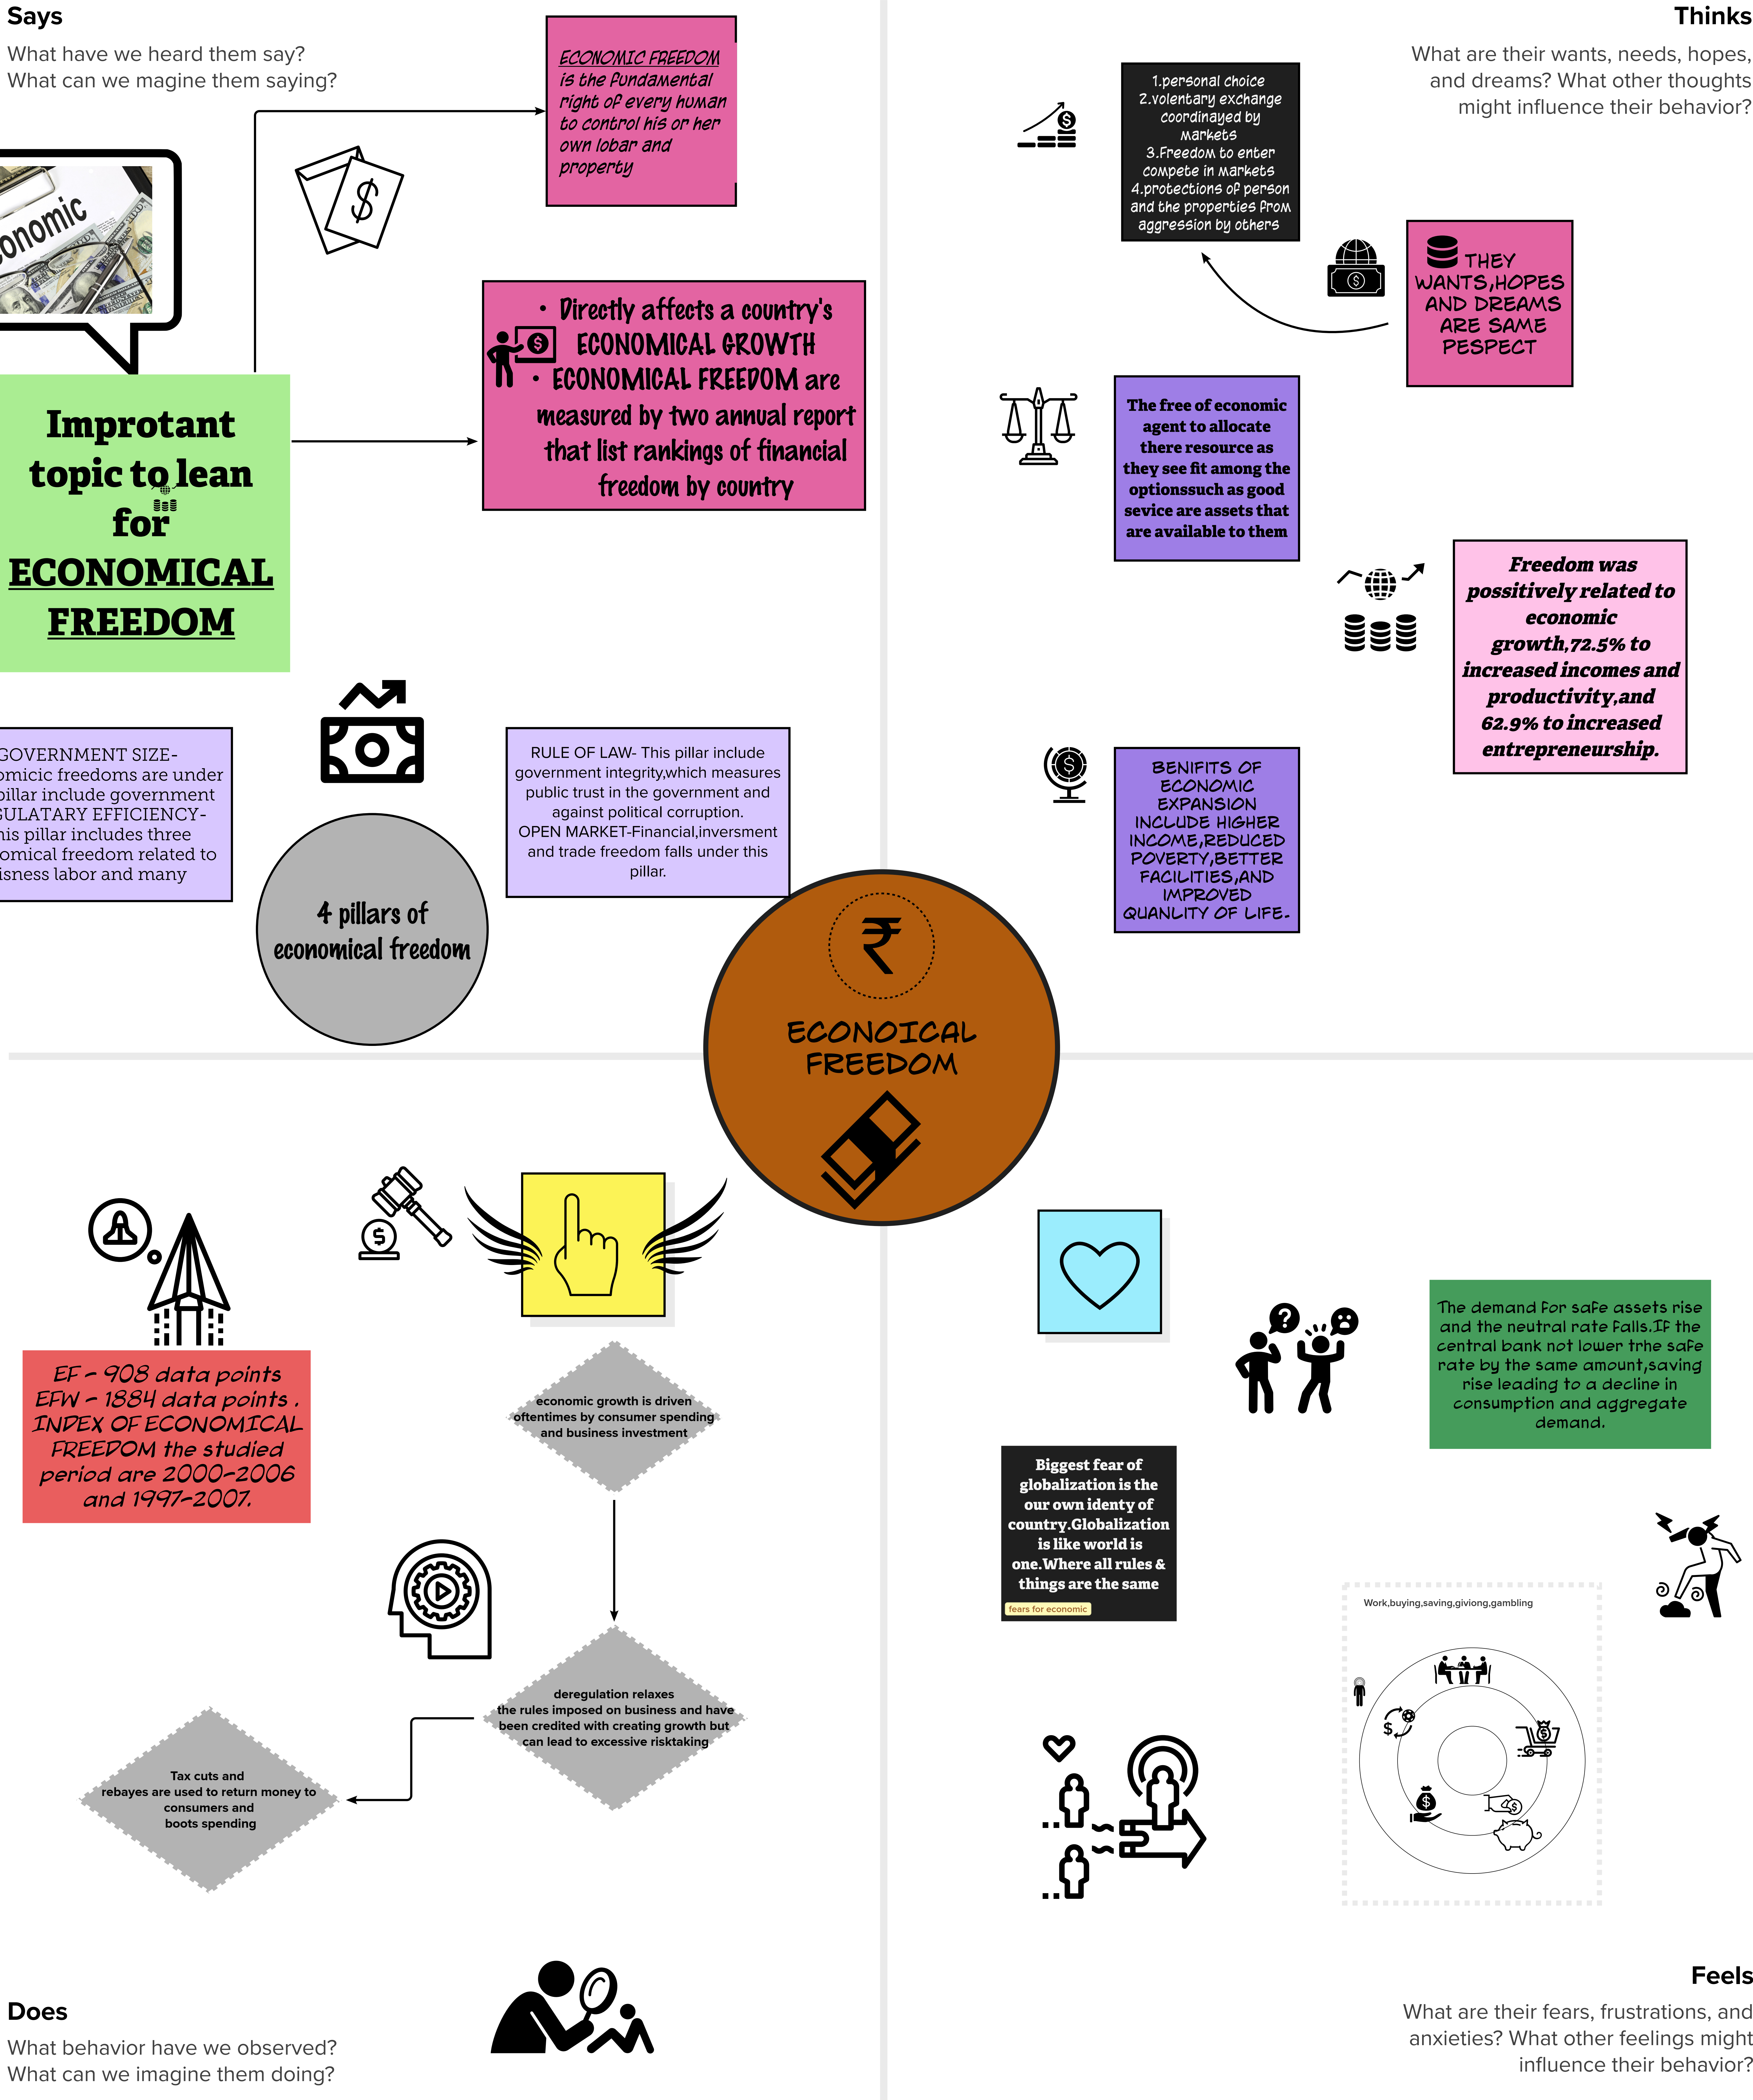 Says
What have we heard them say?
What can we magine them saying?
ECONOMIC FREEDOM
is the fundamental
right of every human
to control his or her
own lobar and
property
onomic
• Directly affects a country's
ECONOMICAL GROWTH
• ECONOMICAL FREEDOM are
measured by two annual report
that list rankings of financial
freedom by country
Improtant
topic to lean
for
ECONOMICAL
FREEDOM
GOVERNMENT SIZE-
omicic freedoms are under
pillar include government
GULATARY EFFICIENCY-
his pillar includes three
omical freedom related to
isness labor and many
4 pillars of
economical freedom
RULE OF LAW- This pillar include
government integrity,which measures
public trust in the government and
against political corruption.
OPEN MARKET-Financial,inversment
and trade freedom falls under this
pillar.
Thinks
What are their wants, needs, hopes,
and dreams? What other thoughts
might influence their behavior?
1.personal choice
2.volentary exchange
coordinayed by
markets
3.Freedom to enter
compete in markets
4.protections of person
and the properties from
aggression by others
THEY
WANTS,HOPES
AND DREAMS
ARE SAME
PESPECT
The free of economic
agent to allocate
there resource as
they see fit among the
optionssuch as good
sevice are assets that
are available to them
Freedom was
possitively related to
economic
growth,72.5% to
increased incomes and
productivity,and
62.9% to increased
entrepreneurship.
BENIFITS OF
ECONOMIC
EXPANSION
INCLUDE HIGHER
INCOME,REDUCED
POVERTY,BETTER
FACILITIES,AND
IMPROVED
QUANLITY OF LIFE.
₹
ECONOICAL
FREEDOM
EF - 908 data points
EFW - 1884 data points .
INDEX OF ECONOMICAL
FREEDOM the studied
period are 2000-2006
and 1997-2007.
economic growth is driven
oftentimes by consumer spending
and business investment
deregulation relaxes
the rules imposed on business and have
been credited with creating growth but
can lead to excessive risktaking
Tax cuts and
rebayes are used to return money to
consumers and
boots spending
Does
What behavior have we observed?
What can we imagine them doing?
The demand for safe assets rise
and the neutral rate falls.If the
central bank not lower trhe safe
rate by the same amount,saving
rise leading to a decline in
consumption and aggregate
demand.
Biggest fear of
globalization is the
our own identy of
country.Globalization
is like world is
one.Where all rules &
things are the same
fears for economic
Work,buying,saving,giviong,gambling
Feels
What are their fears, frustrations, and
anxieties? What other feelings might
influence their behavior?